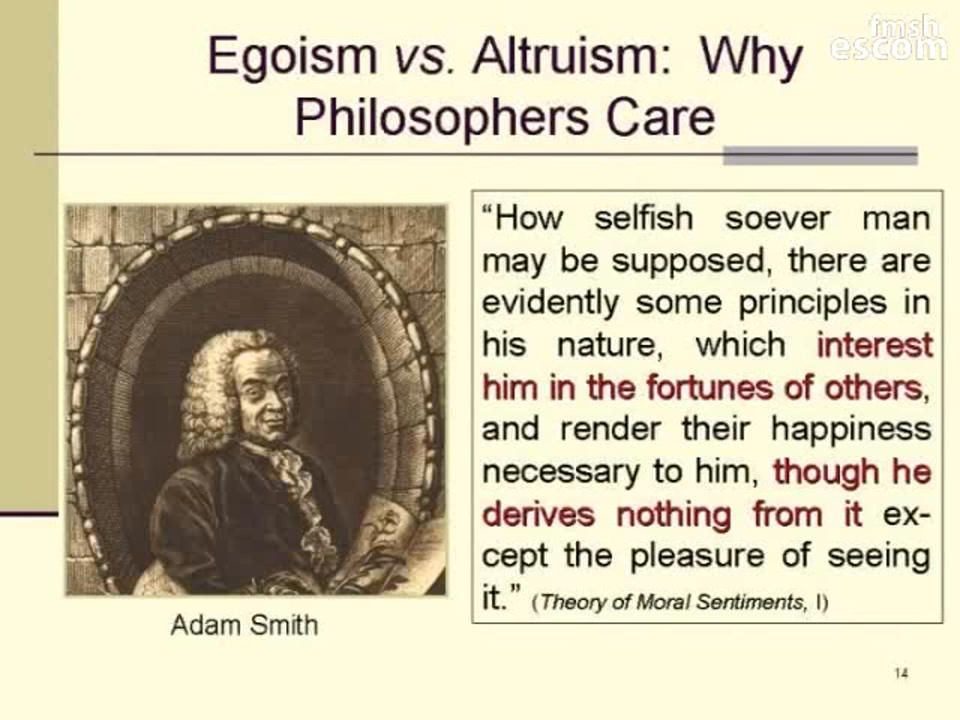 fmsh
escom
Egoism vs. Altruism: Why
Philosophers Care
“How selfish soever man
may be supposed, there are
evidently some principles in
his nature, which interest
him in the fortunes of others,
and render their happiness
necessary to him, though he
derives nothing from it ex-
cept the pleasure of seeing
it.” (Theory of Moral Sentiments, I)
Adam Smith
14